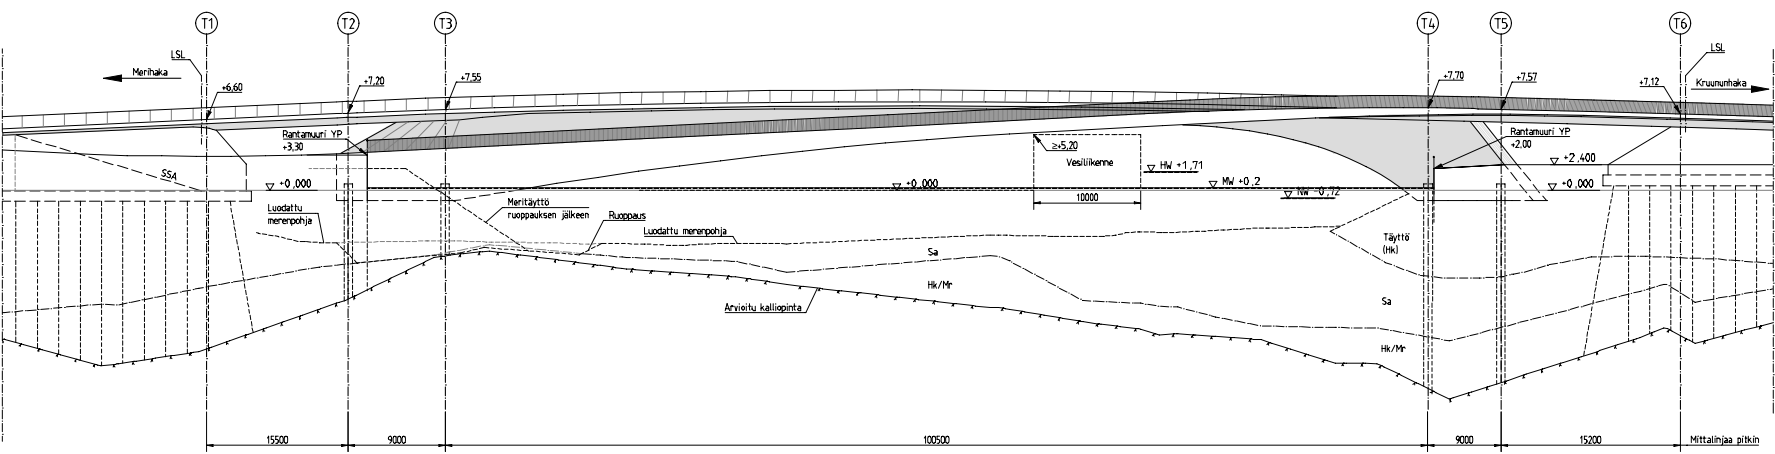 T1
T2
T3
T4
T5
T6
LSL
Merihaka
+6,60
+7,20
+7,55
+7,70
+7,57
+7,12
LSL
Kruununhaka
Rantamuuri YP
+3,30
≥+5,20
Vesiliikenne
HW +1,71
Rantamuuri YP
+2,00
+2.400
SSA
+0,000
+0,000
MW +0,2
NW -0,72
+0,000
10000
Luodattu
merenpohja
Meritäyttö
ruoppauksen jälkeen
Ruoppaus
Luodattu merenpohja
Sa
Täyttö
(Hk)
Hk/Mr
Sa
Arvioitu kalliopinta
Hk/Mr
15500
9000
100500
9000
15200
Mittalinjaa pitkin